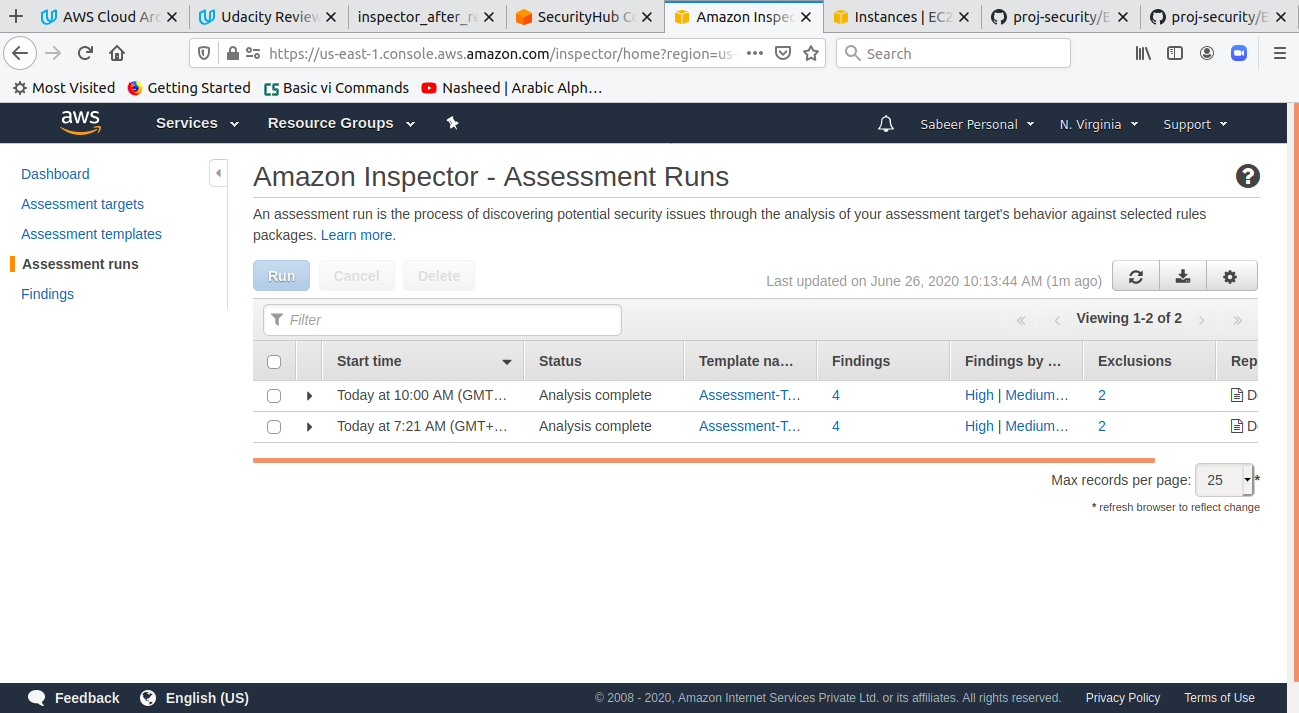 AWS Cloud Arc
Udacity Review
inspector_after_re
SecurityHub Co
Amazon Inspec
Instances | EC2
proj-security/E
proj-security/E
https://us-east-1.console.aws.amazon.com/inspector/home?region=us-
Search
Most Visited
Getting Started
Basic vi Commands
Nasheed | Arabic Alph…
aws
Services
Resource Groups
Sabeer Personal
N. Virginia
Support
Dashboard
Assessment targets
Assessment templates
Assessment runs
Findings
Amazon Inspector - Assessment Runs
An assessment run is the process of discovering potential security issues through the analysis of your assessment target's behavior against selected rules
packages. Learn more.
Run
Cancel
Delete
Last updated on June 26, 2020 10:13:44 AM (1m ago)
Filter
« ‹ Viewing 1-2 of 2 › »
Start time Status Template na… Findings Findings by … Exclusions Rep
Today at 10:00 AM (GMT… Analysis complete Assessment-T… 4 High | Medium… 2 D
Today at 7:21 AM (GMT+… Analysis complete Assessment-T… 4 High | Medium… 2 D
Max records per page: 25 *
* refresh browser to reflect change
Feedback
English (US)
© 2008 - 2020, Amazon Internet Services Private Ltd. or its affiliates. All rights reserved.
Privacy Policy
Terms of Use